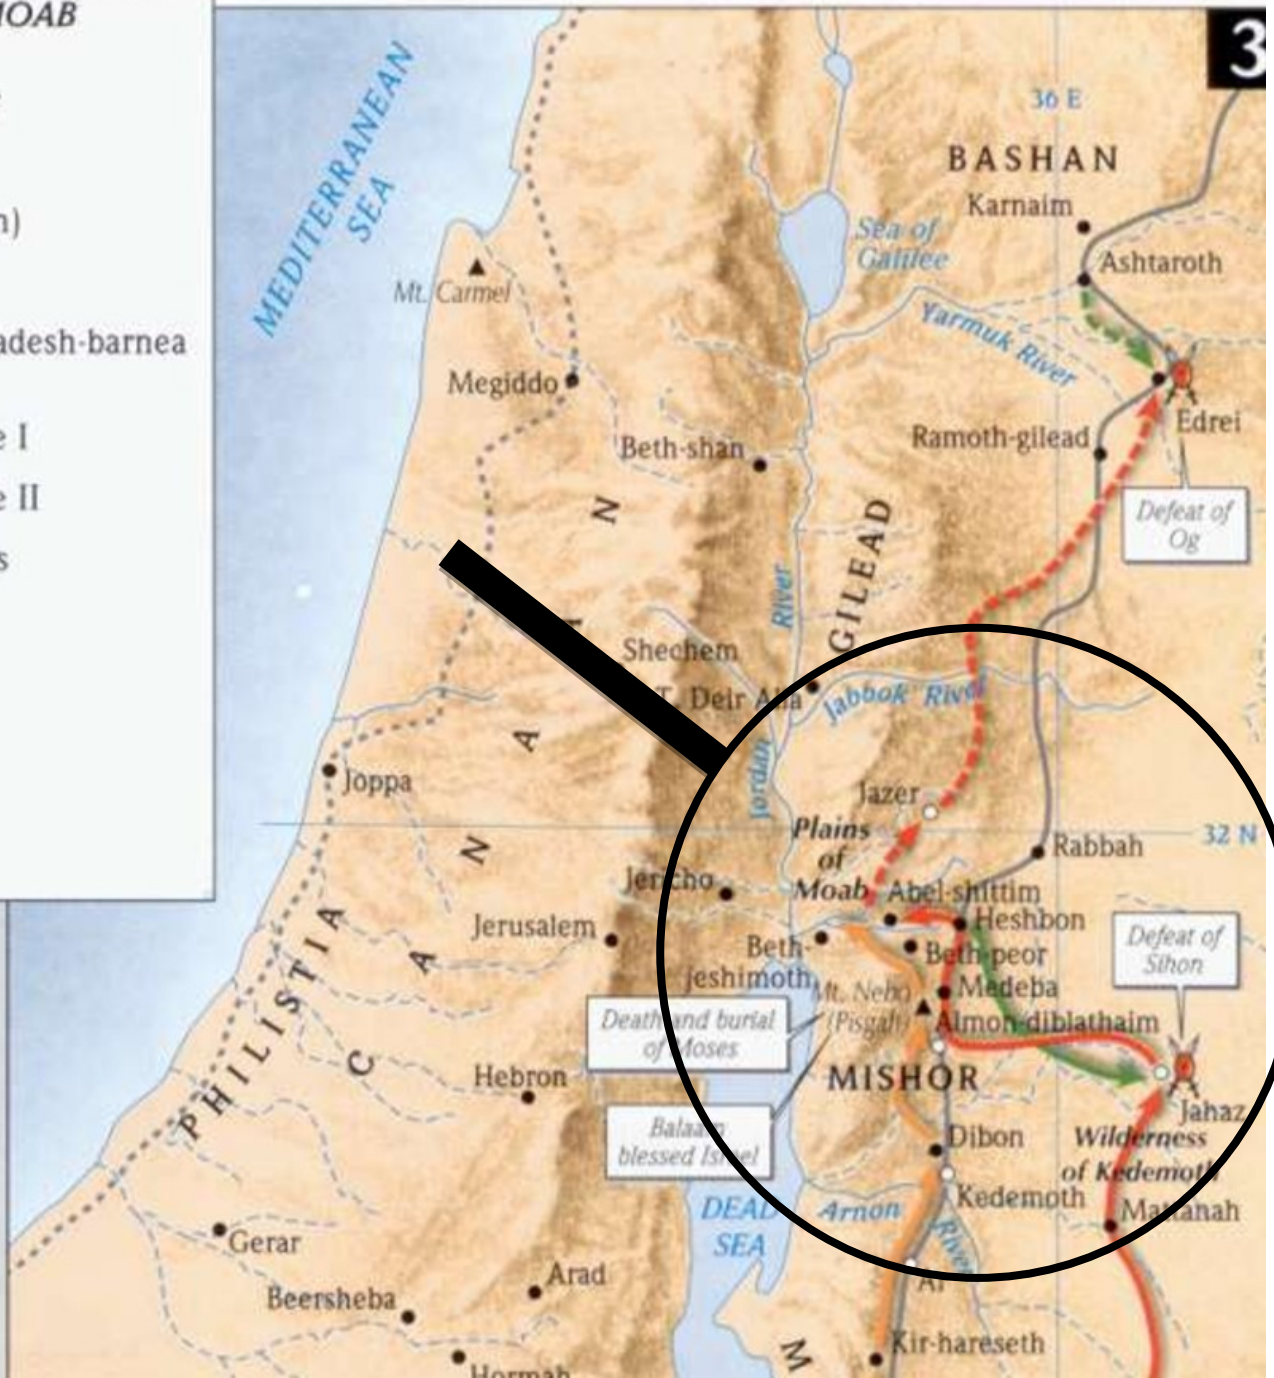 MOAB
adesh-barnea
e I
e II
3
MEDITERRANEAN
SEA
36 E
BASHAN
Karnaim
Sea of
Galilee
Ashtaroth
Mt. Carmel
Yarmuk River
Megiddo
Edrei
Ramoth-gilead
Beth-shan
Defeat of
Og
GILEAD
River
Shechem
T. Deir Alla
Jabbok River
Jordan
Joppa
Jazer
Plains
of
Moab
32 N
Rabbah
Jericho
Abel-shittim
Heshbon
Jerusalem
Beth-
jeshimoth
Beth-peor
Defeat of
Sihon
PHILISTIA
CANAAN
Medeba
Mt. Nebo
(Pisgah)
Death and burial
of Moses
Almon-diblathaim
MISHOR
Hebron
Jahaz
Balaam
blessed Israel
Dibon
Wilderness
of Kedemoth
DEAD
SEA
Arnon
River
Kedemoth
Mattanah
Gerar
Arad
Ar
Beersheba
Kir-hareseth
Hormah
M